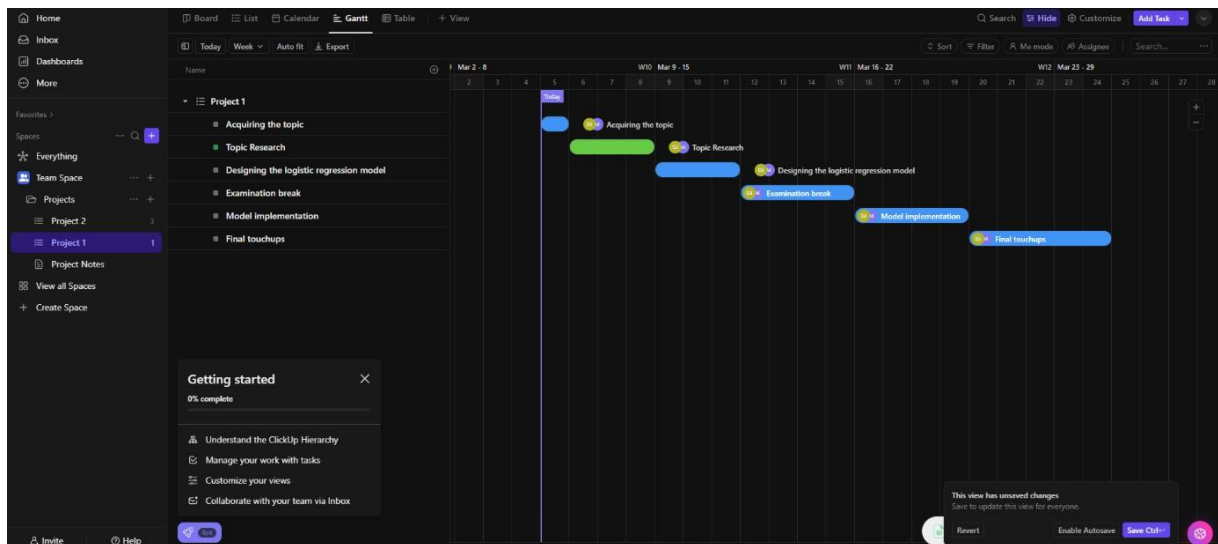 Home
Inbox
Dashboards
More
Favorites >
Spaces
Everything
Team Space
Projects
Project 2 3
Project 1 1
Project Notes
View all Spaces
Create Space
Invite Help
Board List Calendar Gantt Table + View
Search Hide Customize Add Task
Today Week Auto fit Export
Sort Filter Me mode Assignee Search...
Name
Mar 2 - 8 W10 Mar 9 - 15 W11 Mar 16 - 22 W12 Mar 23 - 29
2 3 4 5 6 7 8 9 10 11 12 13 14 15 16 17 18 19 20 21 22 23 24 25 26 27 28
Today
Project 1
Acquiring the topic
Topic Research
Designing the logistic regression model
Examination break
Model implementation
Final touchups
Acquiring the topic
Topic Research
Designing the logistic regression model
Examination break
Model implementation
Final touchups
Getting started
0% complete
Understand the ClickUp Hierarchy
Manage your work with tasks
Customize your views
Collaborate with your team via Inbox
0/4
This view has unsaved changes
Save to update this view for everyone.
Revert Enable Autosave Save Ctrl↵